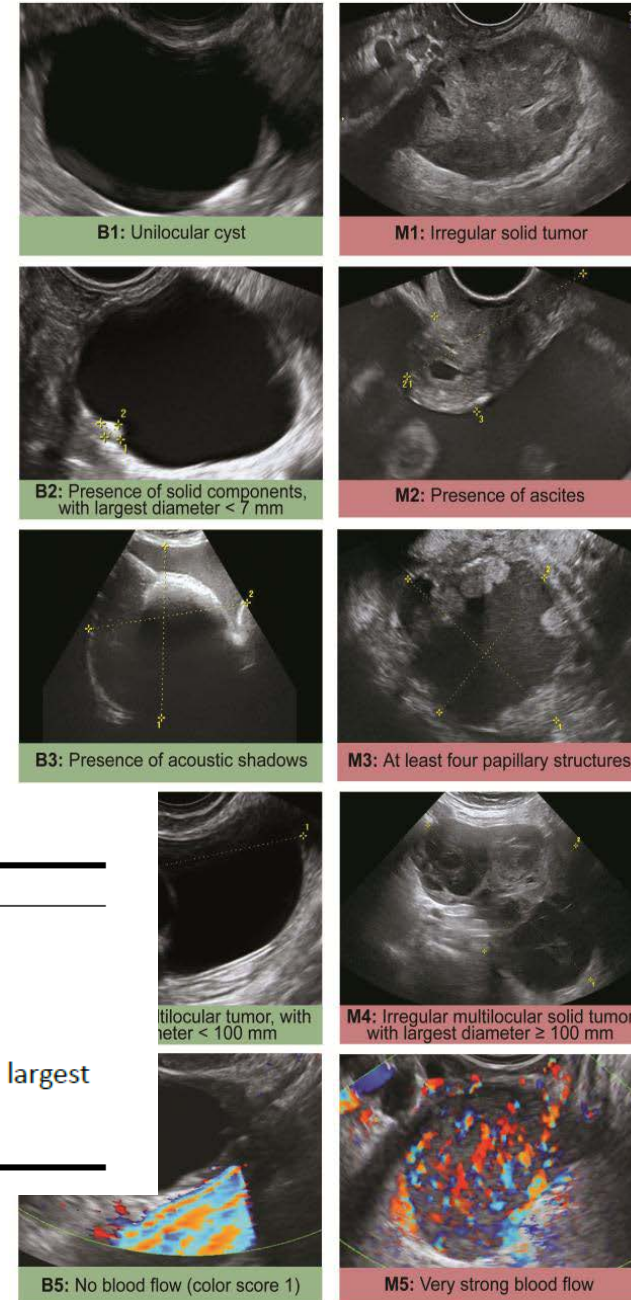 B1: Unilocular cyst
M1: Irregular solid tumor
B2: Presence of solid components,
with largest diameter < 7 mm
M2: Presence of ascites
B3: Presence of acoustic shadows
M3: At least four papillary structures
tilocular tumor, with
meter < 100 mm
M4: Irregular multilocular solid tumor
with largest diameter ≥ 100 mm
largest
B5: No blood flow (color score 1)
M5: Very strong blood flow